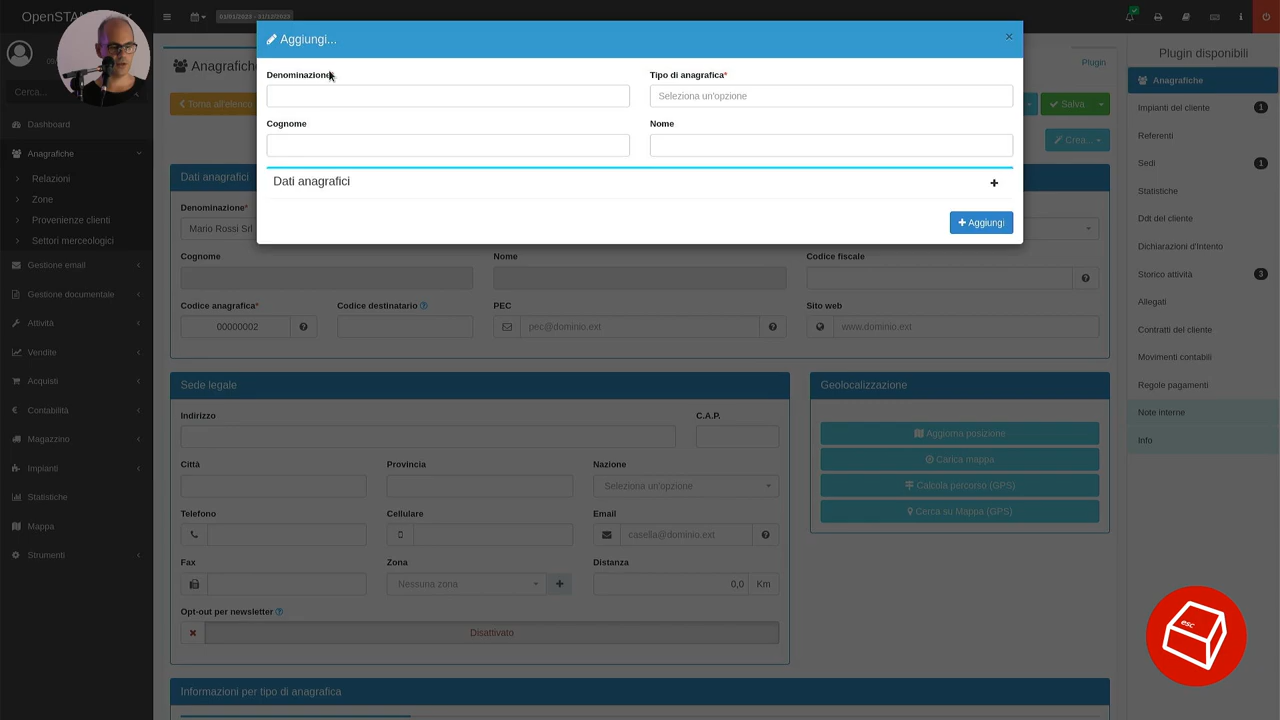 OpenSTAManager
01/01/2023 - 31/12/2023
Aggiungi...
×
Denominazione
Tipo di anagrafica*
Seleziona un'opzione
Cognome
Nome
Dati anagrafici
+
+ Aggiungi
Cerca...
Dashboard
Anagrafiche
Relazioni
Zone
Provenienze clienti
Settori merceologici
Gestione email
Gestione documentale
Attività
Vendite
Acquisti
Contabilità
Magazzino
Impianti
Statistiche
Mappa
Strumenti
Anagrafiche
Plugin
Torna all'elenco
Salva
Crea...
Dati anagrafici
Denominazione*
Mario Rossi Srl
Cognome
Nome
Codice fiscale
Codice anagrafica*
Codice destinatario
PEC
Sito web
00000002
pec@dominio.ext
www.dominio.ext
Sede legale
Indirizzo
C.A.P.
Città
Provincia
Nazione
Seleziona un'opzione
Telefono
Cellulare
Email
casella@dominio.ext
Fax
Zona
Distanza
Nessuna zona
0,0
Km
Opt-out per newsletter
Disattivato
Informazioni per tipo di anagrafica
Geolocalizzazione
Aggiorna posizione
Carica mappa
Calcola percorso (GPS)
Cerca su Mappa (GPS)
Plugin disponibili
Anagrafiche
Impianti del cliente
1
Referenti
Sedi
1
Statistiche
Ddt del cliente
Dichiarazioni d'Intento
Storico attività
3
Allegati
Contratti del cliente
Movimenti contabili
Regole pagamenti
Note interne
Info
esc